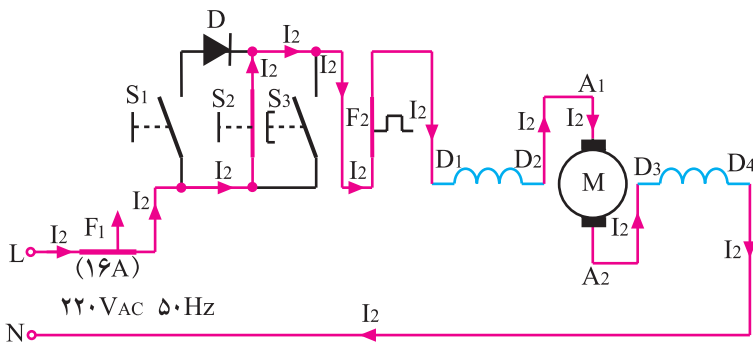 D I2
I2 I2
S1 S2 S3 F2 I2
A1
I2 I2
D1 D2 M D3 D4
I2 I2
I2 F1 I2 I2
L (۱۶A) A2 I2
۲۲۰VAC ۵۰Hz
N I2